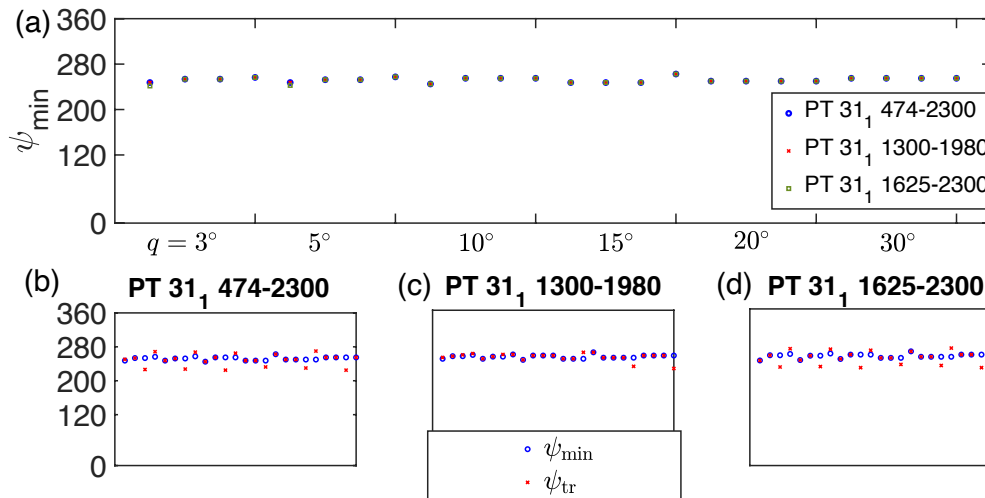 (a)
360
280
200
120
0
ψmin
PT 31₁ 474-2300
PT 31₁ 1300-1980
PT 31₁ 1625-2300
q = 3° 5° 10° 15° 20° 30°
(b) PT 31₁ 474-2300
360
280
200
120
0
(c) PT 31₁ 1300-1980
ψmin
ψtr
(d) PT 31₁ 1625-2300